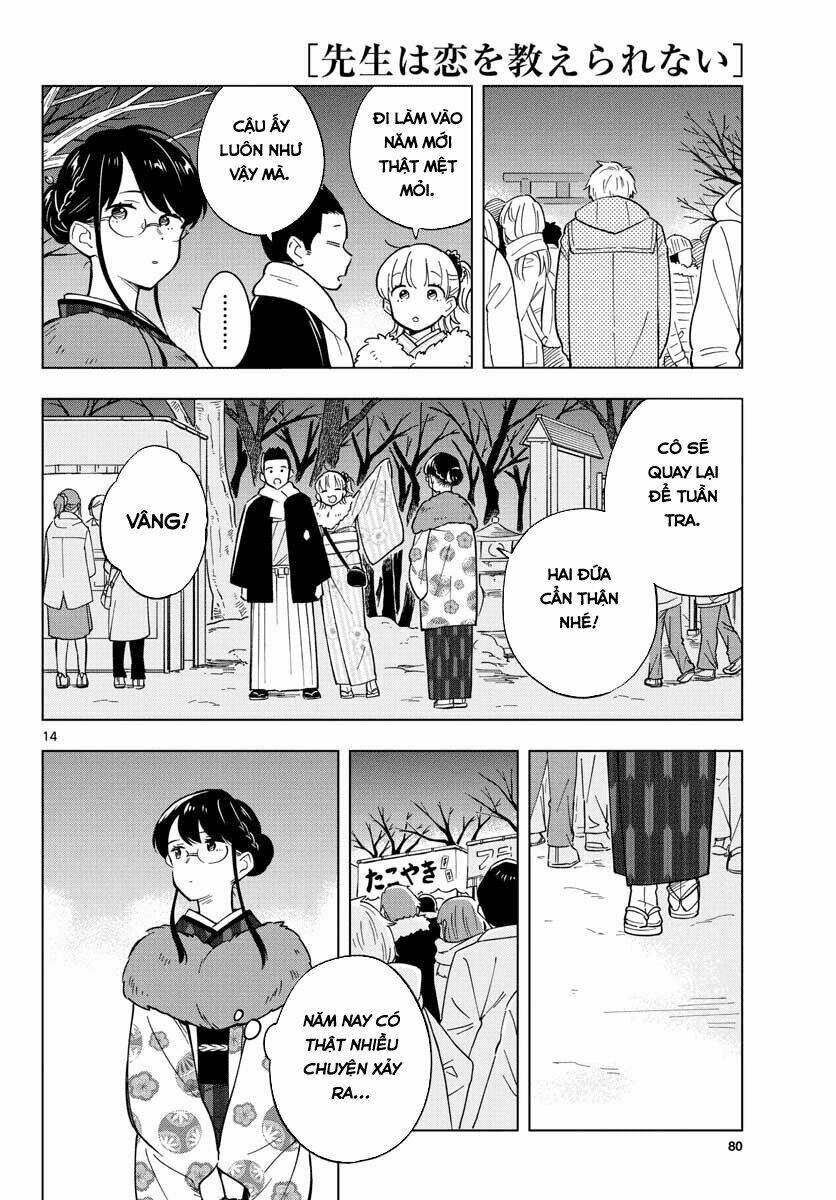 [先生は恋を教えられない]
ĐI LÀM VÀO
NĂM MỚI
THẬT MỆT
MỎI.
CẬU ẤY
LUÔN NHƯ
VẬY MÀ.
……
CÔ SẼ
QUAY LẠI
ĐỂ TUẦN
TRA.
HAI ĐỨA
CẨN THẬN
NHÉ!
VÂNG!
14
たこやき
NĂM NAY CÓ
THẬT NHIỀU
CHUYỆN XẢY
RA...
80